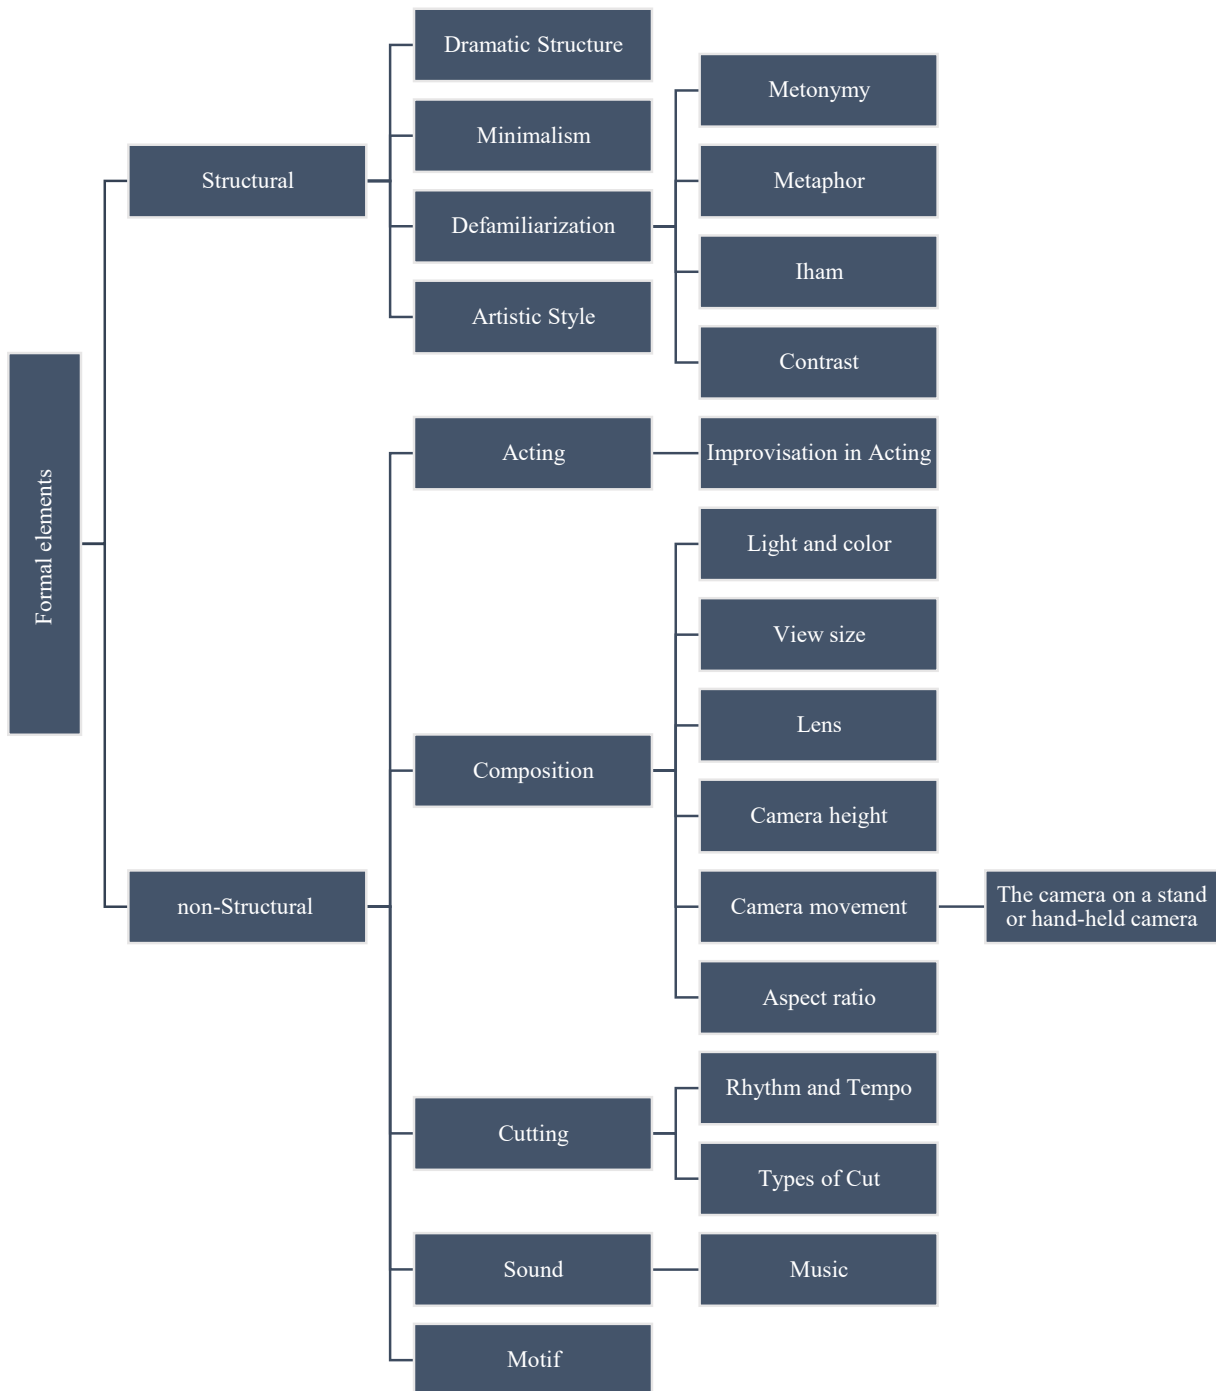 Formal elements
Structural
Dramatic Structure
Minimalism
Defamiliarization
Metonymy
Metaphor
Iham
Contrast
Artistic Style
non-Structural
Acting
Improvisation in Acting
Composition
Light and color
View size
Lens
Camera height
Camera movement
The camera on a stand
or hand-held camera
Aspect ratio
Cutting
Rhythm and Tempo
Types of Cut
Sound
Music
Motif